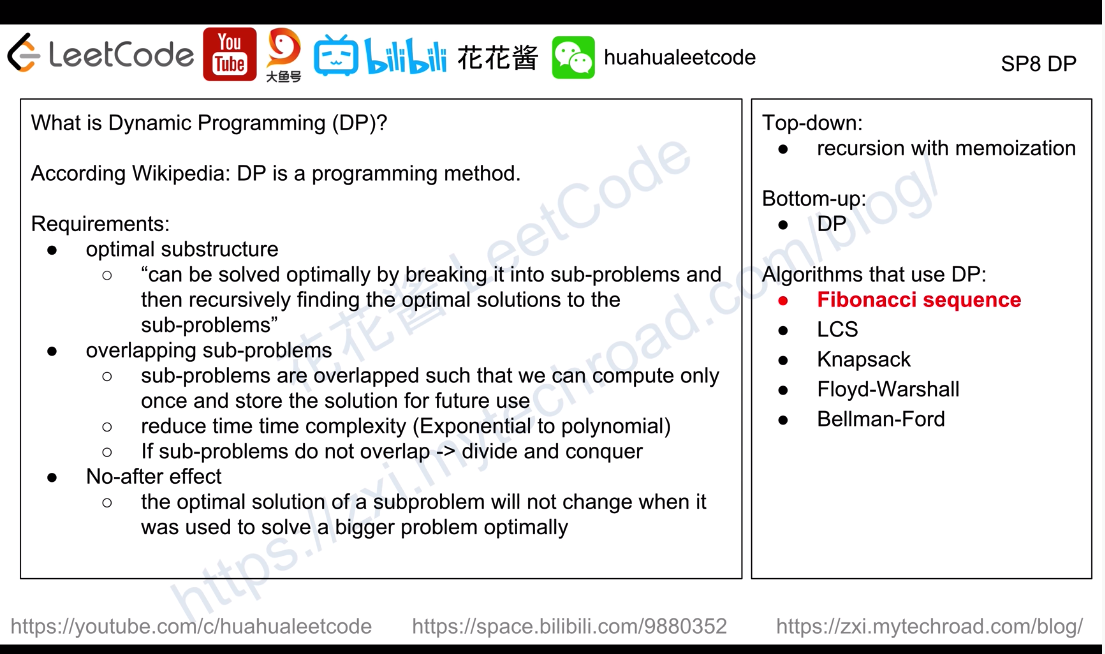 LeetCode You Tube 大鱼号 bilibili 花花酱 huahualeetcode
SP8 DP
What is Dynamic Programming (DP)?
According Wikipedia: DP is a programming method.
Requirements:
● optimal substructure
○ “can be solved optimally by breaking it into sub-problems and
then recursively finding the optimal solutions to the
sub-problems”
● overlapping sub-problems
○ sub-problems are overlapped such that we can compute only
once and store the solution for future use
○ reduce time time complexity (Exponential to polynomial)
○ If sub-problems do not overlap -> divide and conquer
● No-after effect
○ the optimal solution of a subproblem will not change when it
was used to solve a bigger problem optimally
Top-down:
● recursion with memoization
Bottom-up:
● DP
Algorithms that use DP:
● Fibonacci sequence
● LCS
● Knapsack
● Floyd-Warshall
● Bellman-Ford
花花酱 LeetCode
https://zxi.mytechroad.com/blog/
https://youtube.com/c/huahualeetcode
https://space.bilibili.com/9880352
https://zxi.mytechroad.com/blog/